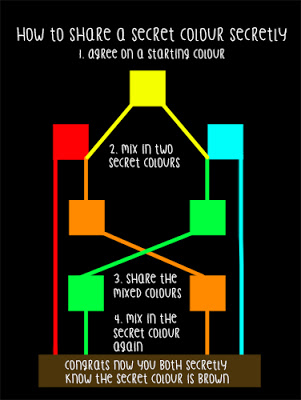 How to share a secret colour secretly
1. agree on a starting colour
2. mix in two
secret colours
3. share the
mixed colours
4. mix in the
secret colour
again
congrats now you both secretly
know the secret colour is brown